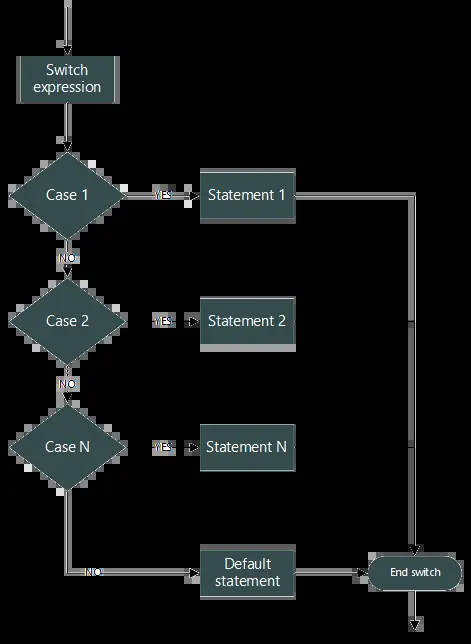 Switch
expression
Case 1
YES
Statement 1
NO
Case 2
YES
Statement 2
NO
Case N
YES
Statement N
NO
Default
statement
End switch